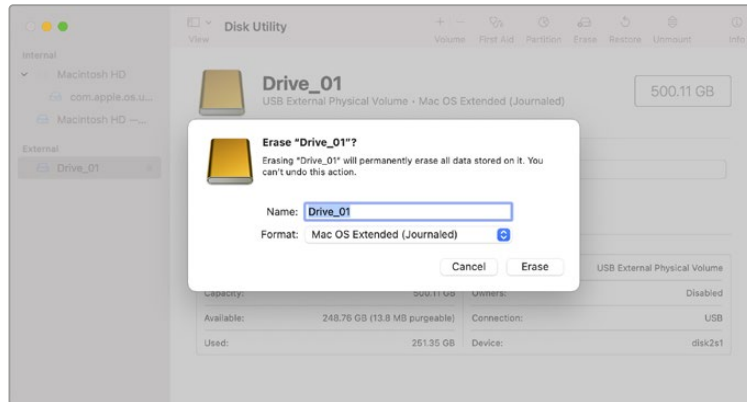 Disk Utility
View
Volume First Aid Partition Erase Restore Unmount Info
Internal
Macintosh HD
com.apple.os.u...
Macintosh HD —...
External
Drive_01
Drive_01
USB External Physical Volume • Mac OS Extended (Journaled)
500.11 GB
Erase "Drive_01"?
Erasing "Drive_01" will permanently erase all data stored on it. You
can't undo this action.
Name: Drive_01
Format: Mac OS Extended (Journaled)
Cancel Erase
USB External Physical Volume
Capacity: 500.11 GB Owners: Disabled
Available: 248.76 GB (13.8 MB purgeable) Connection: USB
Used: 251.35 GB Device: disk2s1